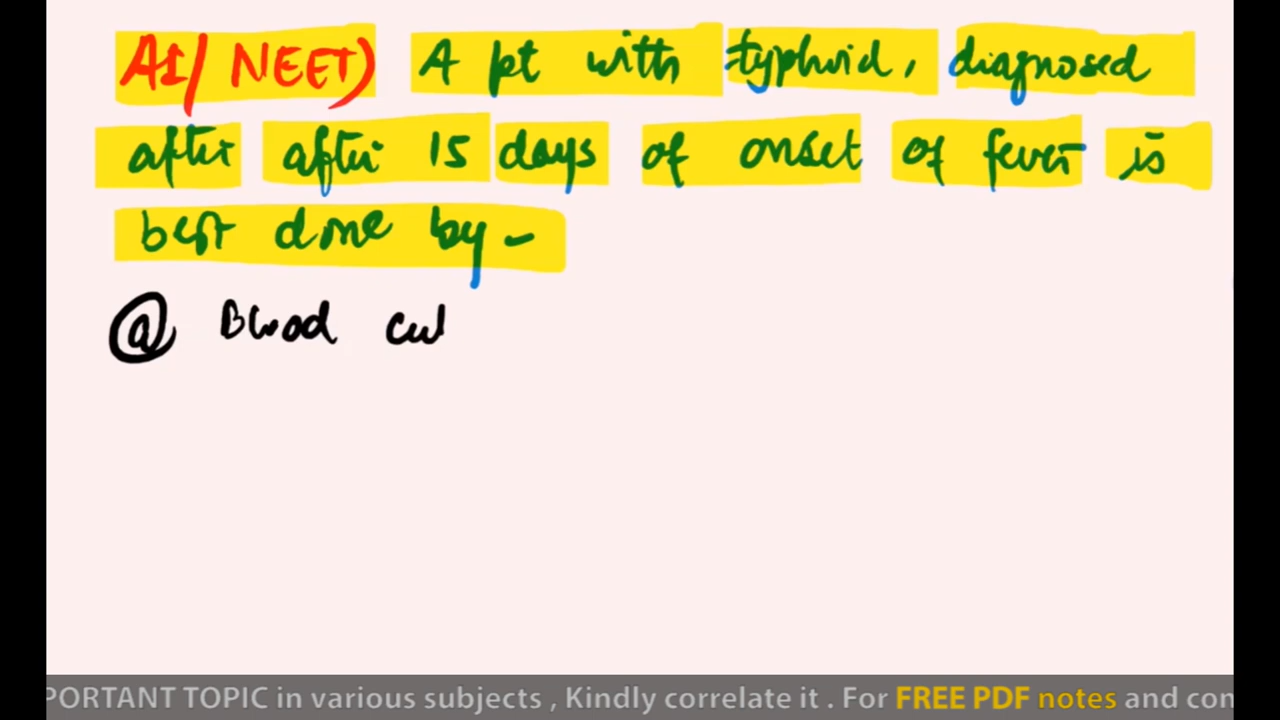 AI/ NEET) A pt with typhoid, diagnosed
after after 15 days of onset of fever is
best done by -
@ Blood cul
PORTANT TOPIC in various subjects , Kindly correlate it . For FREE PDF notes and con